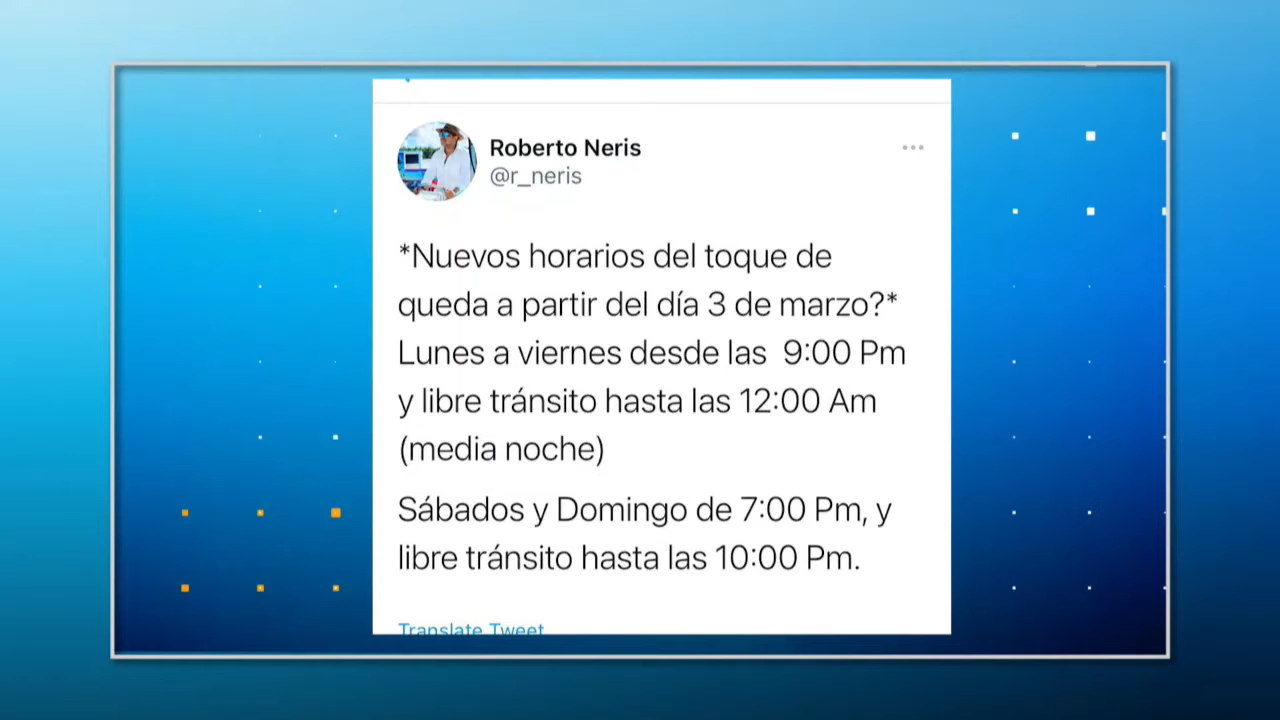 Roberto Neris
@r_neris
*Nuevos horarios del toque de
queda a partir del día 3 de marzo?*
Lunes a viernes desde las 9:00 Pm
y libre tránsito hasta las 12:00 Am
(media noche)
Sábados y Domingo de 7:00 Pm, y
libre tránsito hasta las 10:00 Pm.
Translate Tweet